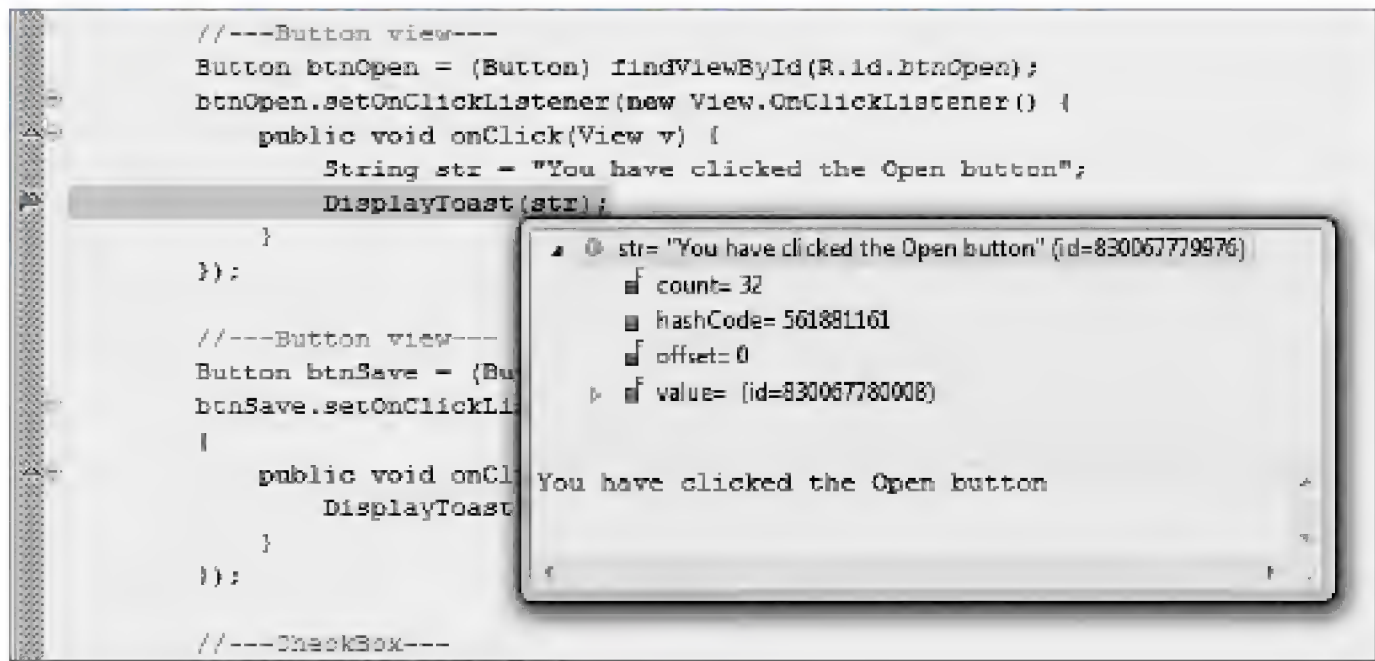 //---Button view---
Button btnOpen = (Button) findViewById(R.id.btnOpen);
btnOpen.setOnClickListener(new View.OnClickListener() {
public void onClick(View v) {
String str = "You have clicked the Open button";
DisplayToast(str);
}
});
//---Button view---
Button btnSave = (Bu
btnSave.setOnClickLi
{
public void onCl
DisplayToast
}
});
//---CheckBox---
str= "You have clicked the Open button" (id=830067779976)
count= 32
hashCode= 561881161
offset= 0
value= (id=830067780008)
You have clicked the Open button